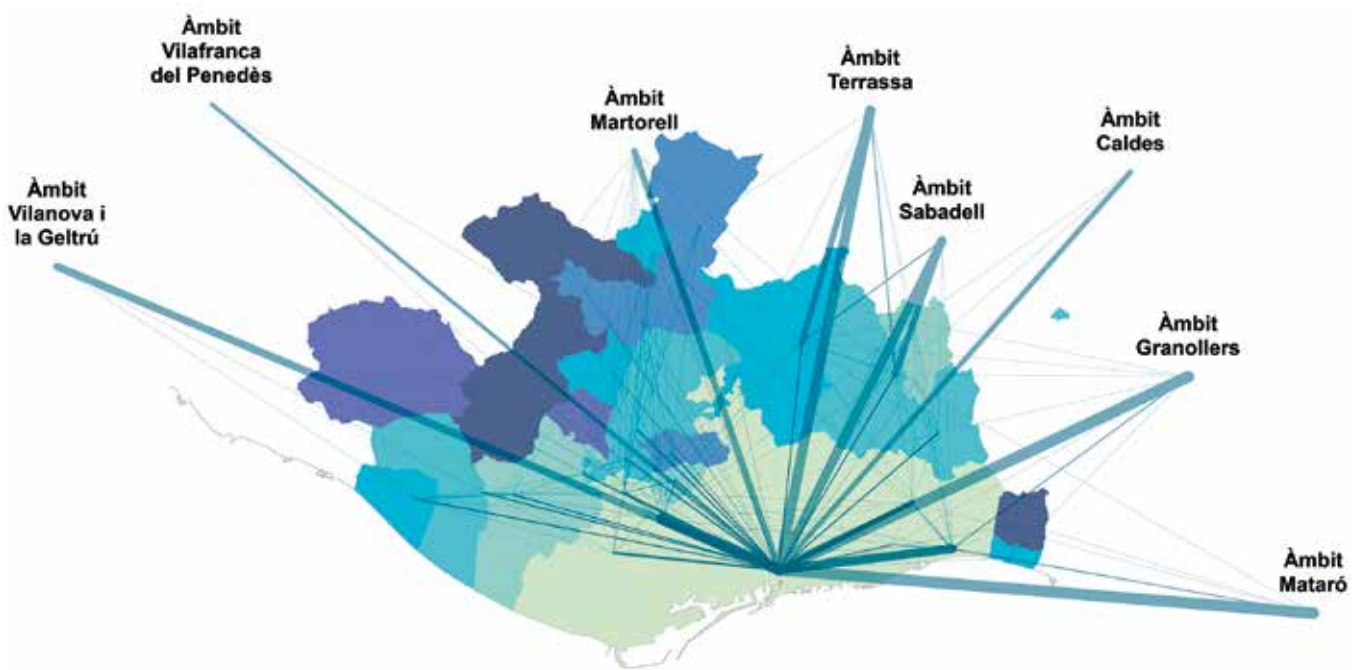 Àmbit
Vilafranca
del Penedès
Àmbit
Terrassa
Àmbit
Martorell
Àmbit
Caldes
Àmbit
Vilanova i
la Geltrú
Àmbit
Sabadell
Àmbit
Granollers
Àmbit
Mataró